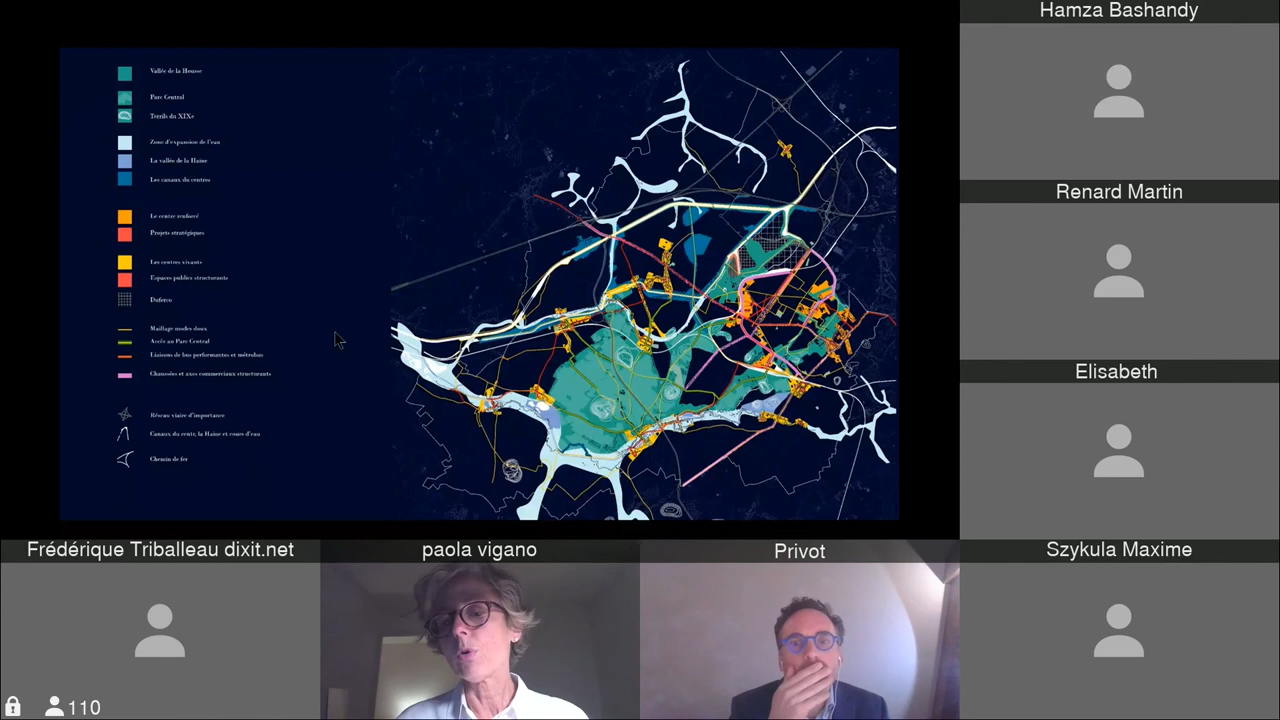 Vallée de la Heusse
Parc Central
Terrils du XIXe
Zone d'expansion de l'eau
La vallée de la Haine
Les canaux du centres
Le centre renforcé
Projets stratégiques
Les centres vivants
Espaces publics structurants
Duferco
Maillage modes doux
Accès au Parc Central
Liaisons de bus performantes et métrobus
Chaussées et axes commerciaux structurants
Réseau viaire d'importance
Canaux du centr, la Haine et cours d'eau
Chemin de fer
Hamza Bashandy
Renard Martin
Elisabeth
Frédérique Triballeau dixit.net
paola vigano
Privot
Szykula Maxime
110